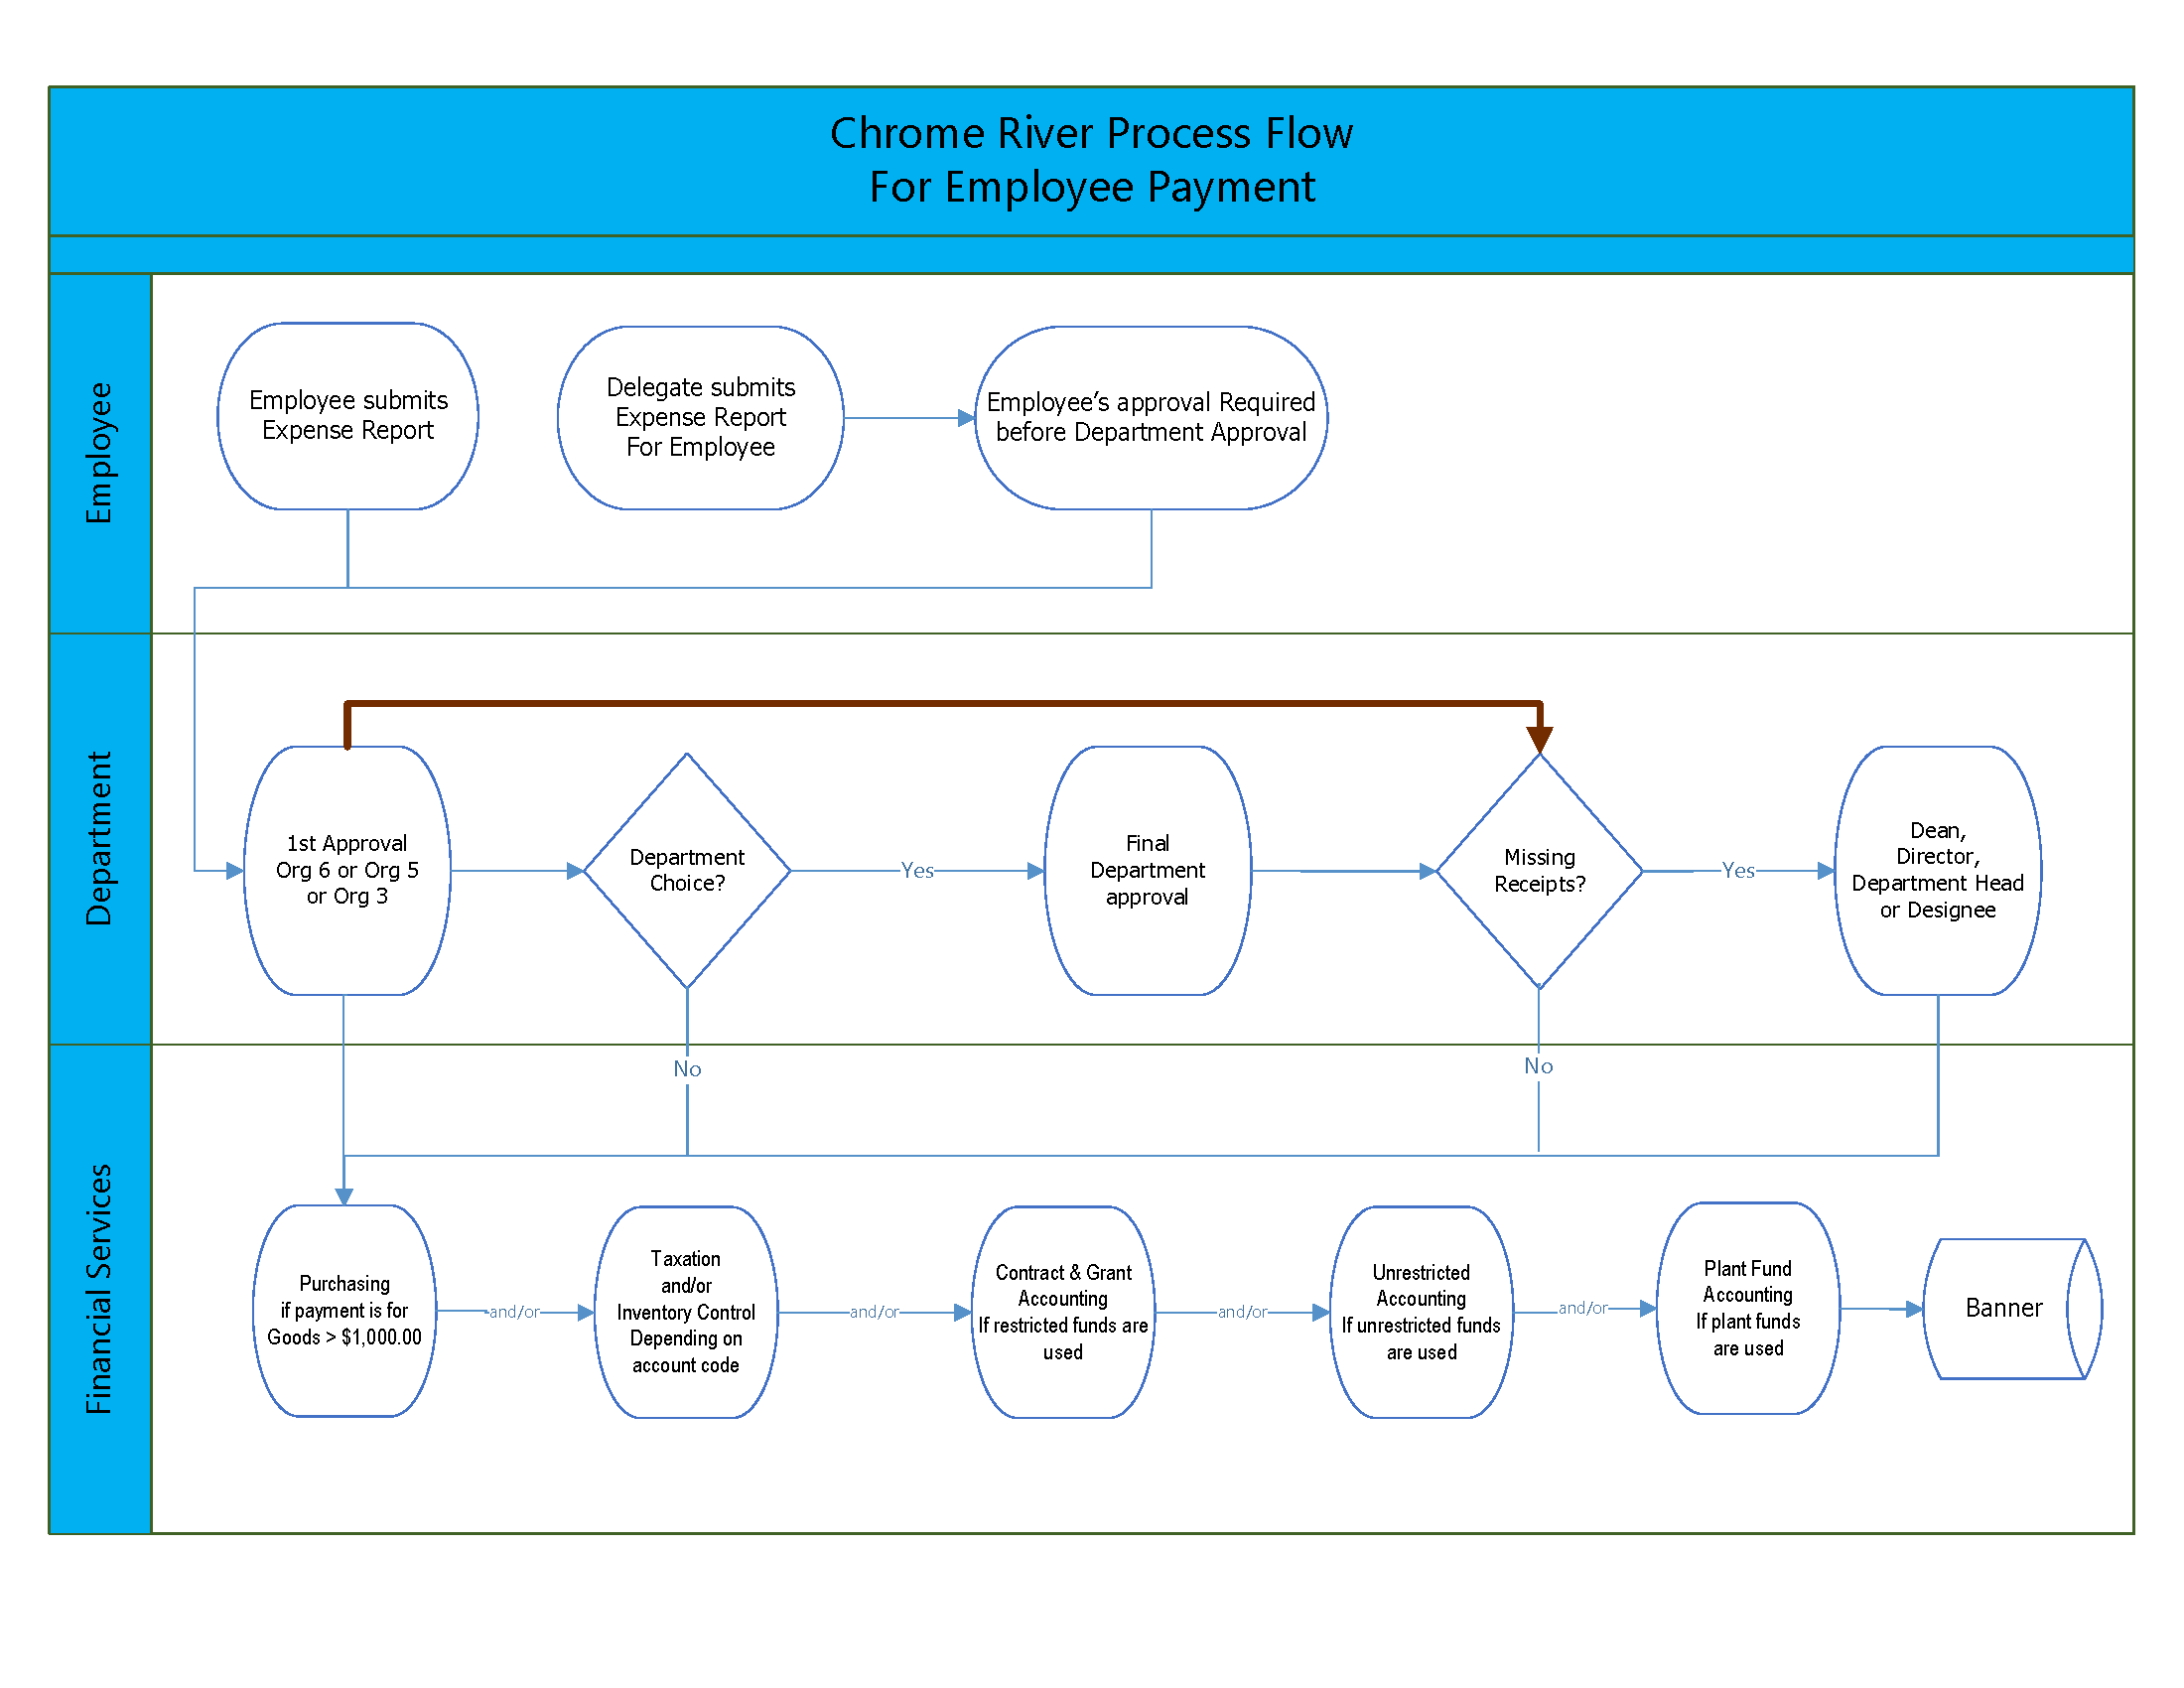 Chrome River Process Flow
For Employee Payment
Employee
Employee submits
Expense Report
Delegate submits
Expense Report
For Employee
Employee’s approval Required
before Department Approval
Department
1st Approval
Org 6 or Org 5
or Org 3
Department
Choice?
Yes
Final
Department
approval
Missing
Receipts?
Yes
Dean,
Director,
Department Head
or Designee
No
No
Financial Services
Purchasing
if payment is for
Goods > $1,000.00
and/or
Taxation
and/or
Inventory Control
Depending on
account code
and/or
Contract & Grant
Accounting
If restricted funds are
used
and/or
Unrestricted
Accounting
If unrestricted funds
are used
and/or
Plant Fund
Accounting
If plant funds
are used
Banner